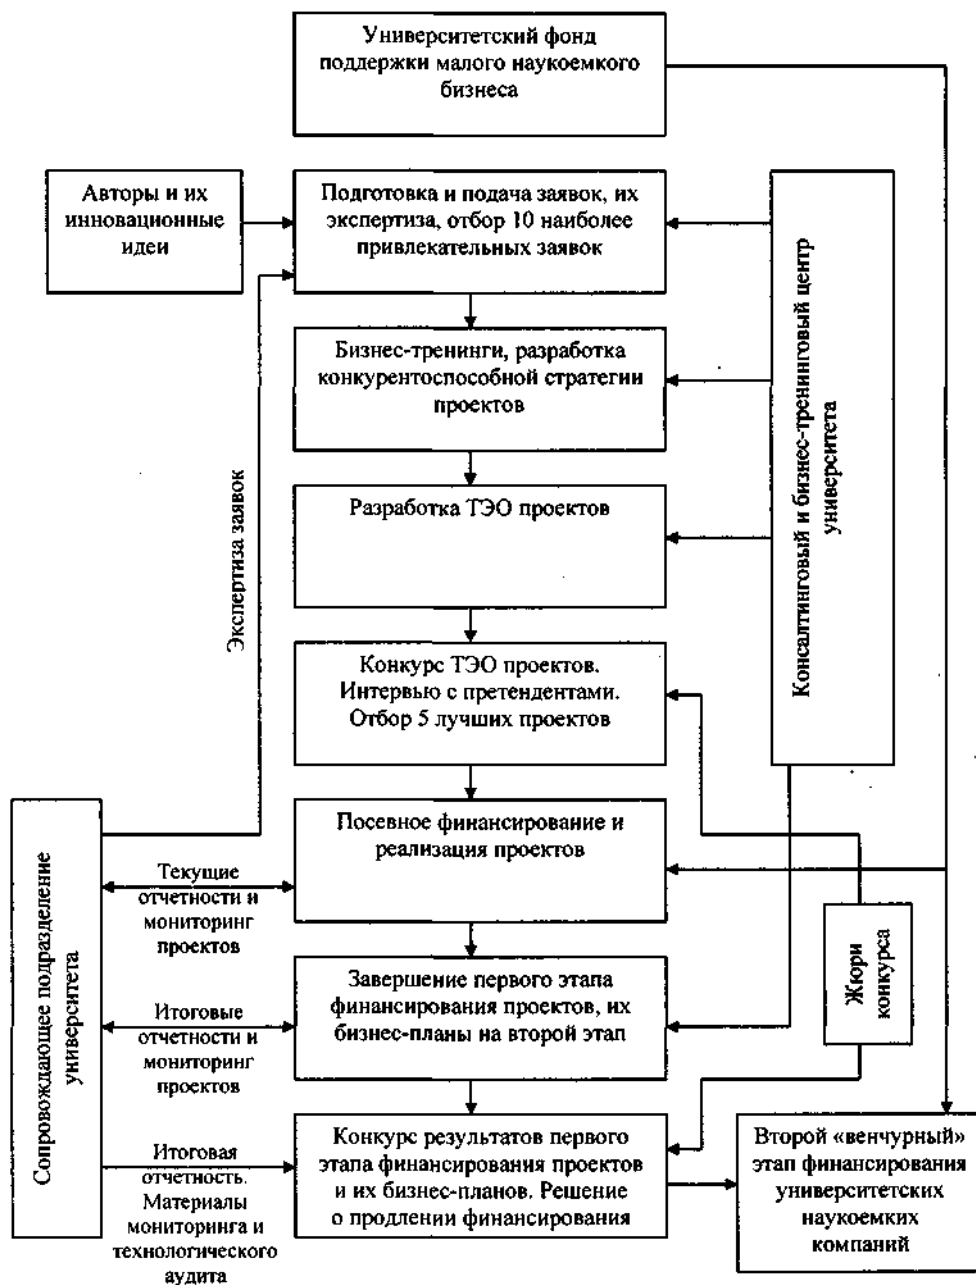 Университетский фонд
поддержки малого наукоемкого
бизнеса
Авторы и их
инновационные
идеи
Подготовка и подача заявок, их
экспертиза, отбор 10 наиболее
привлекательных заявок
Бизнес-тренинги, разработка
конкурентоспособной стратегии
проектов
Разработка ТЭО проектов
Консалтинговый и бизнес-тренинговый центр
университета
Экспертиза заявок
Конкурс ТЭО проектов.
Интервью с претендентами.
Отбор 5 лучших проектов
Посевное финансирование и
реализация проектов
Сопровождающее подразделение
университета
Текущие
отчетности и
мониторинг
проектов
Жюри
конкурса
Завершение первого этапа
финансирования проектов, их
бизнес-планы на второй этап
Итоговые
отчетности и
мониторинг
проектов
Конкурс результатов первого
этапа финансирования проектов
и их бизнес-планов. Решение
о продлении финансирования
Итоговая
отчетность.
Материалы
мониторинга и
технологического
аудита
Второй «венчурный»
этап финансирования
университетских
наукоемких
компаний